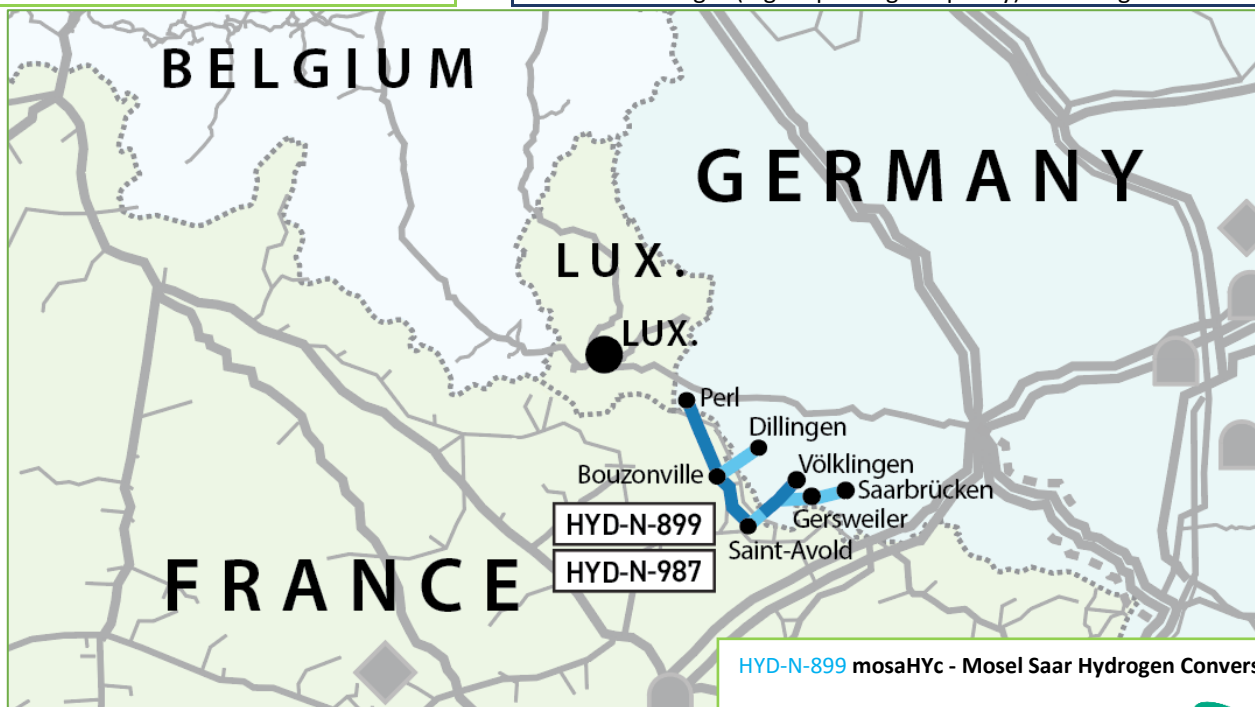 BELGIUM
GERMANY
LUX.
LUX.
Perl
Dillingen
Bouzonville
Völklingen
Saarbrücken
Gersweiler
HYD-N-899
Saint-Avold
HYD-N-987
FRANCE
HYD-N-899 mosaHYc - Mosel Saar Hydrogen